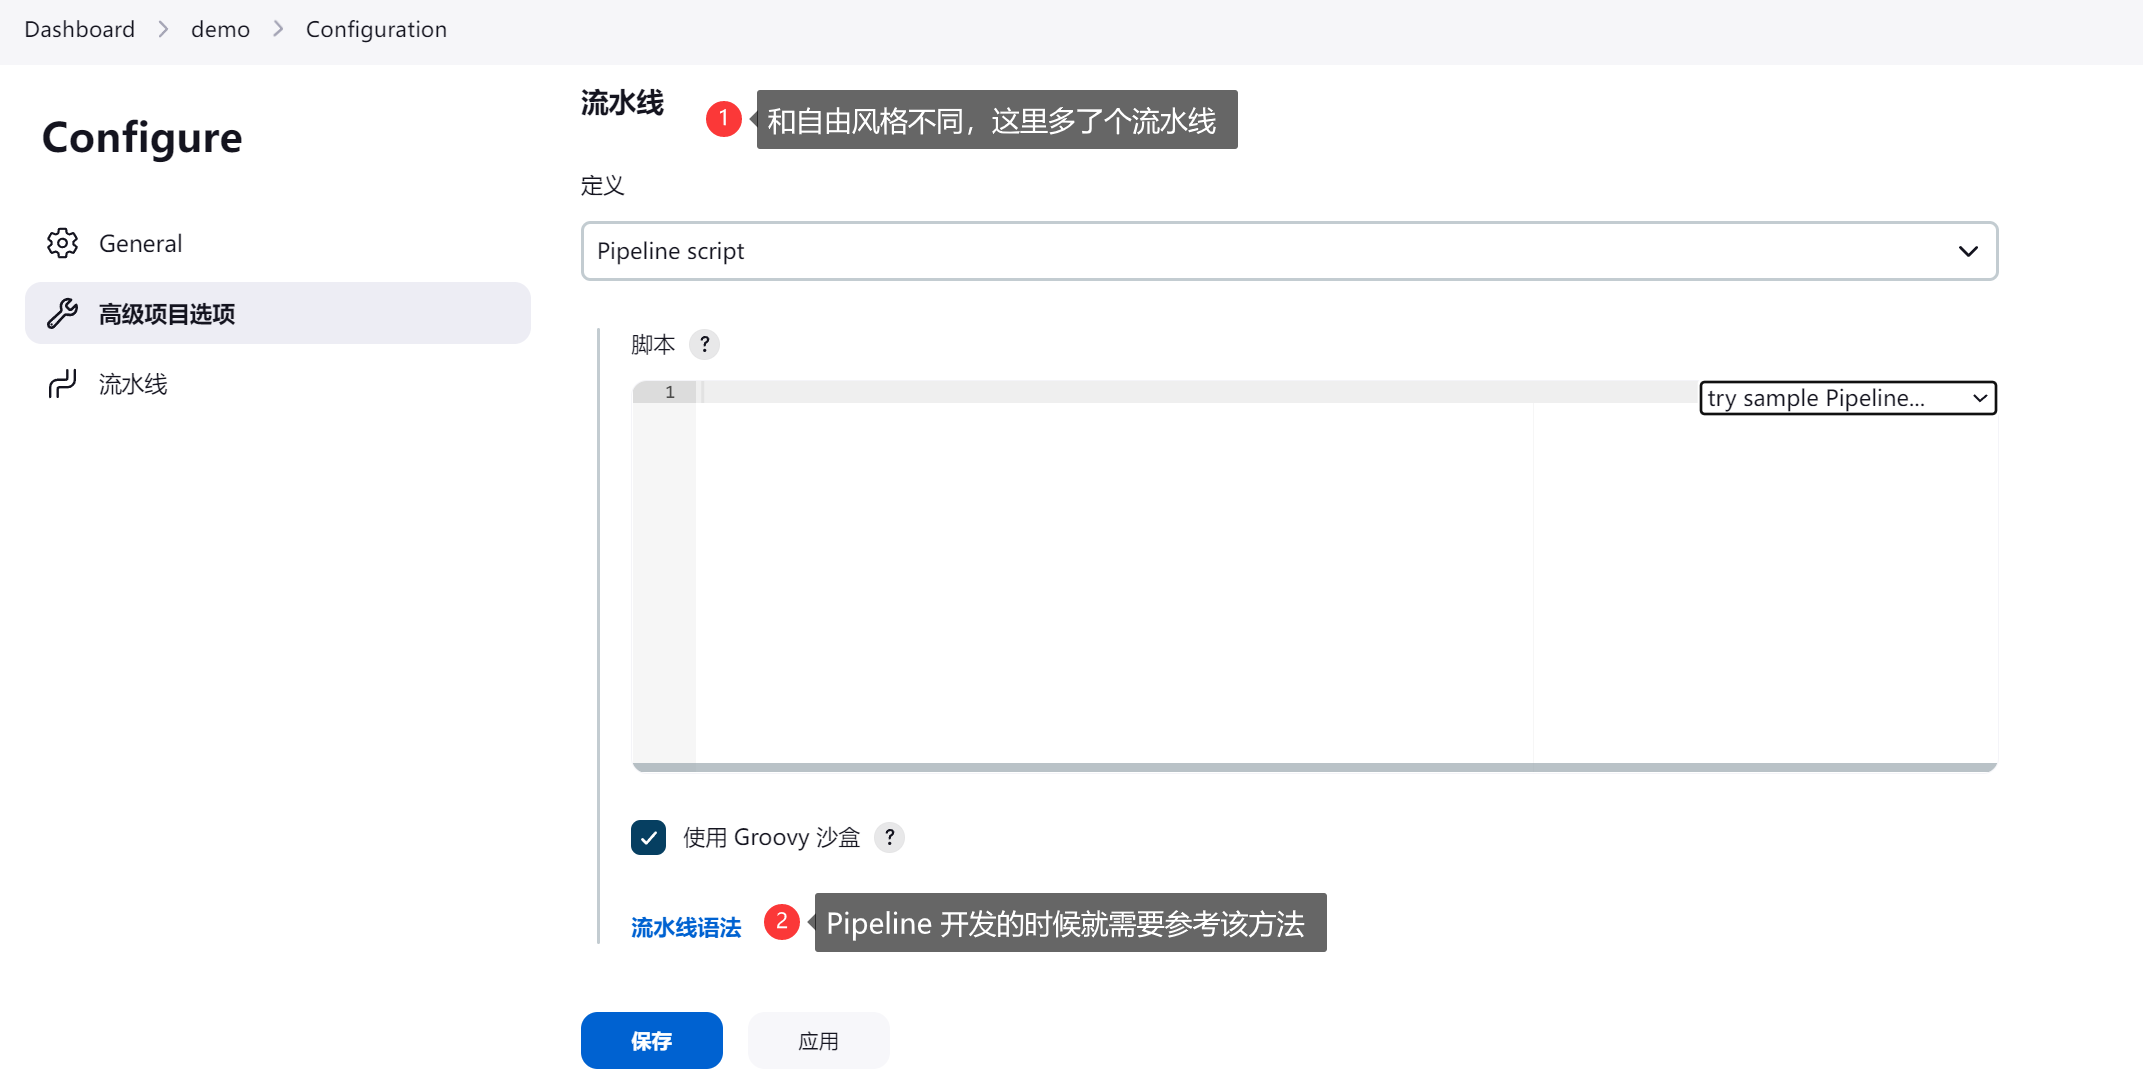 Dashboard > demo > Configuration
Configure
General
高级项目选项
流水线
流水线
1 和自由风格不同，这里多了个流水线
定义
Pipeline script
脚本 ?
1
try sample Pipeline...
使用 Groovy 沙盒 ?
流水线语法 2 Pipeline 开发的时候就需要参考该方法
保存 应用